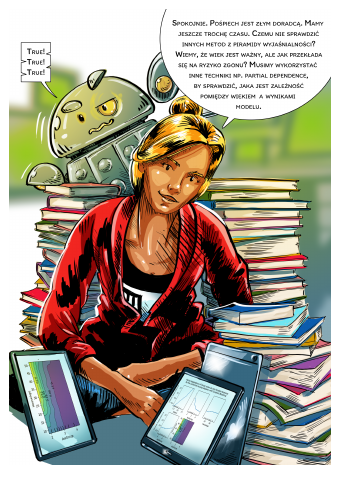 True!
True!
True!
Spokojnie. Pośpiech jest złym doradcą, Mamy
jeszcze trochę czasu. Czemu nie sprawdzić
innych metod z piramidy wyjaśnialności?
Wiemy, że wiek jest ważny, ale jak przekłada
się na ryzyko zgonu? Musimy wykorzystać
inne techniki np. partial dependence,
by sprawdzić, jaka jest zależność
pomiędzy wiekiem a wynikami
modelu.